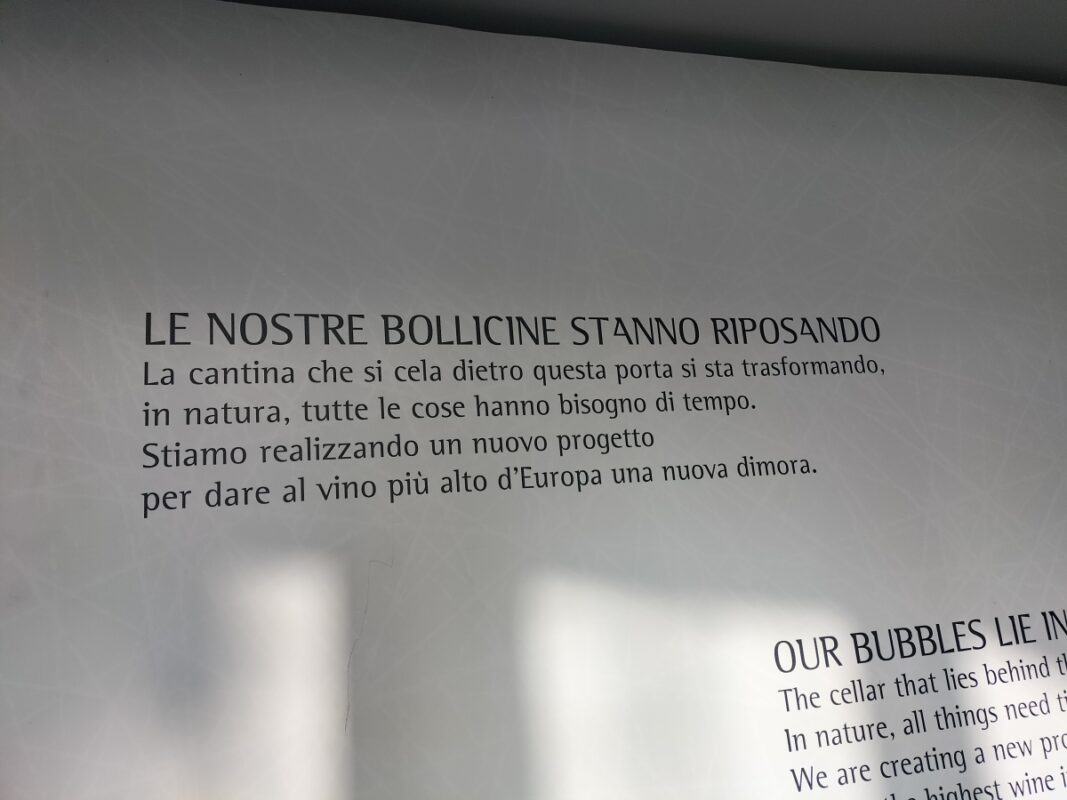 LE NOSTRE BOLLICINE STANNO RIPOSANDO
La cantina che si cela dietro questa porta si sta trasformando,
in natura, tutte le cose hanno bisogno di tempo.
Stiamo realizzando un nuovo progetto
per dare al vino più alto d'Europa una nuova dimora.
OUR BUBBLES LIE IN
The cellar that lies behind
In nature, all things need
We are creating a new
highest wine